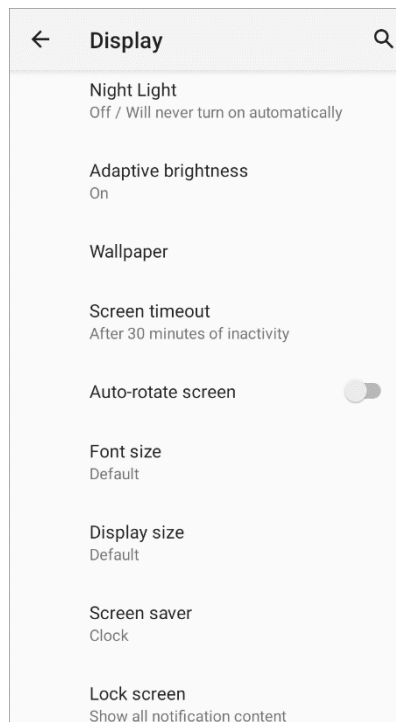 Display
Night Light
Off / Will never turn on automatically
Adaptive brightness
On
Wallpaper
Screen timeout
After 30 minutes of inactivity
Auto-rotate screen
Font size
Default
Display size
Default
Screen saver
Clock
Lock screen
Show all notification content